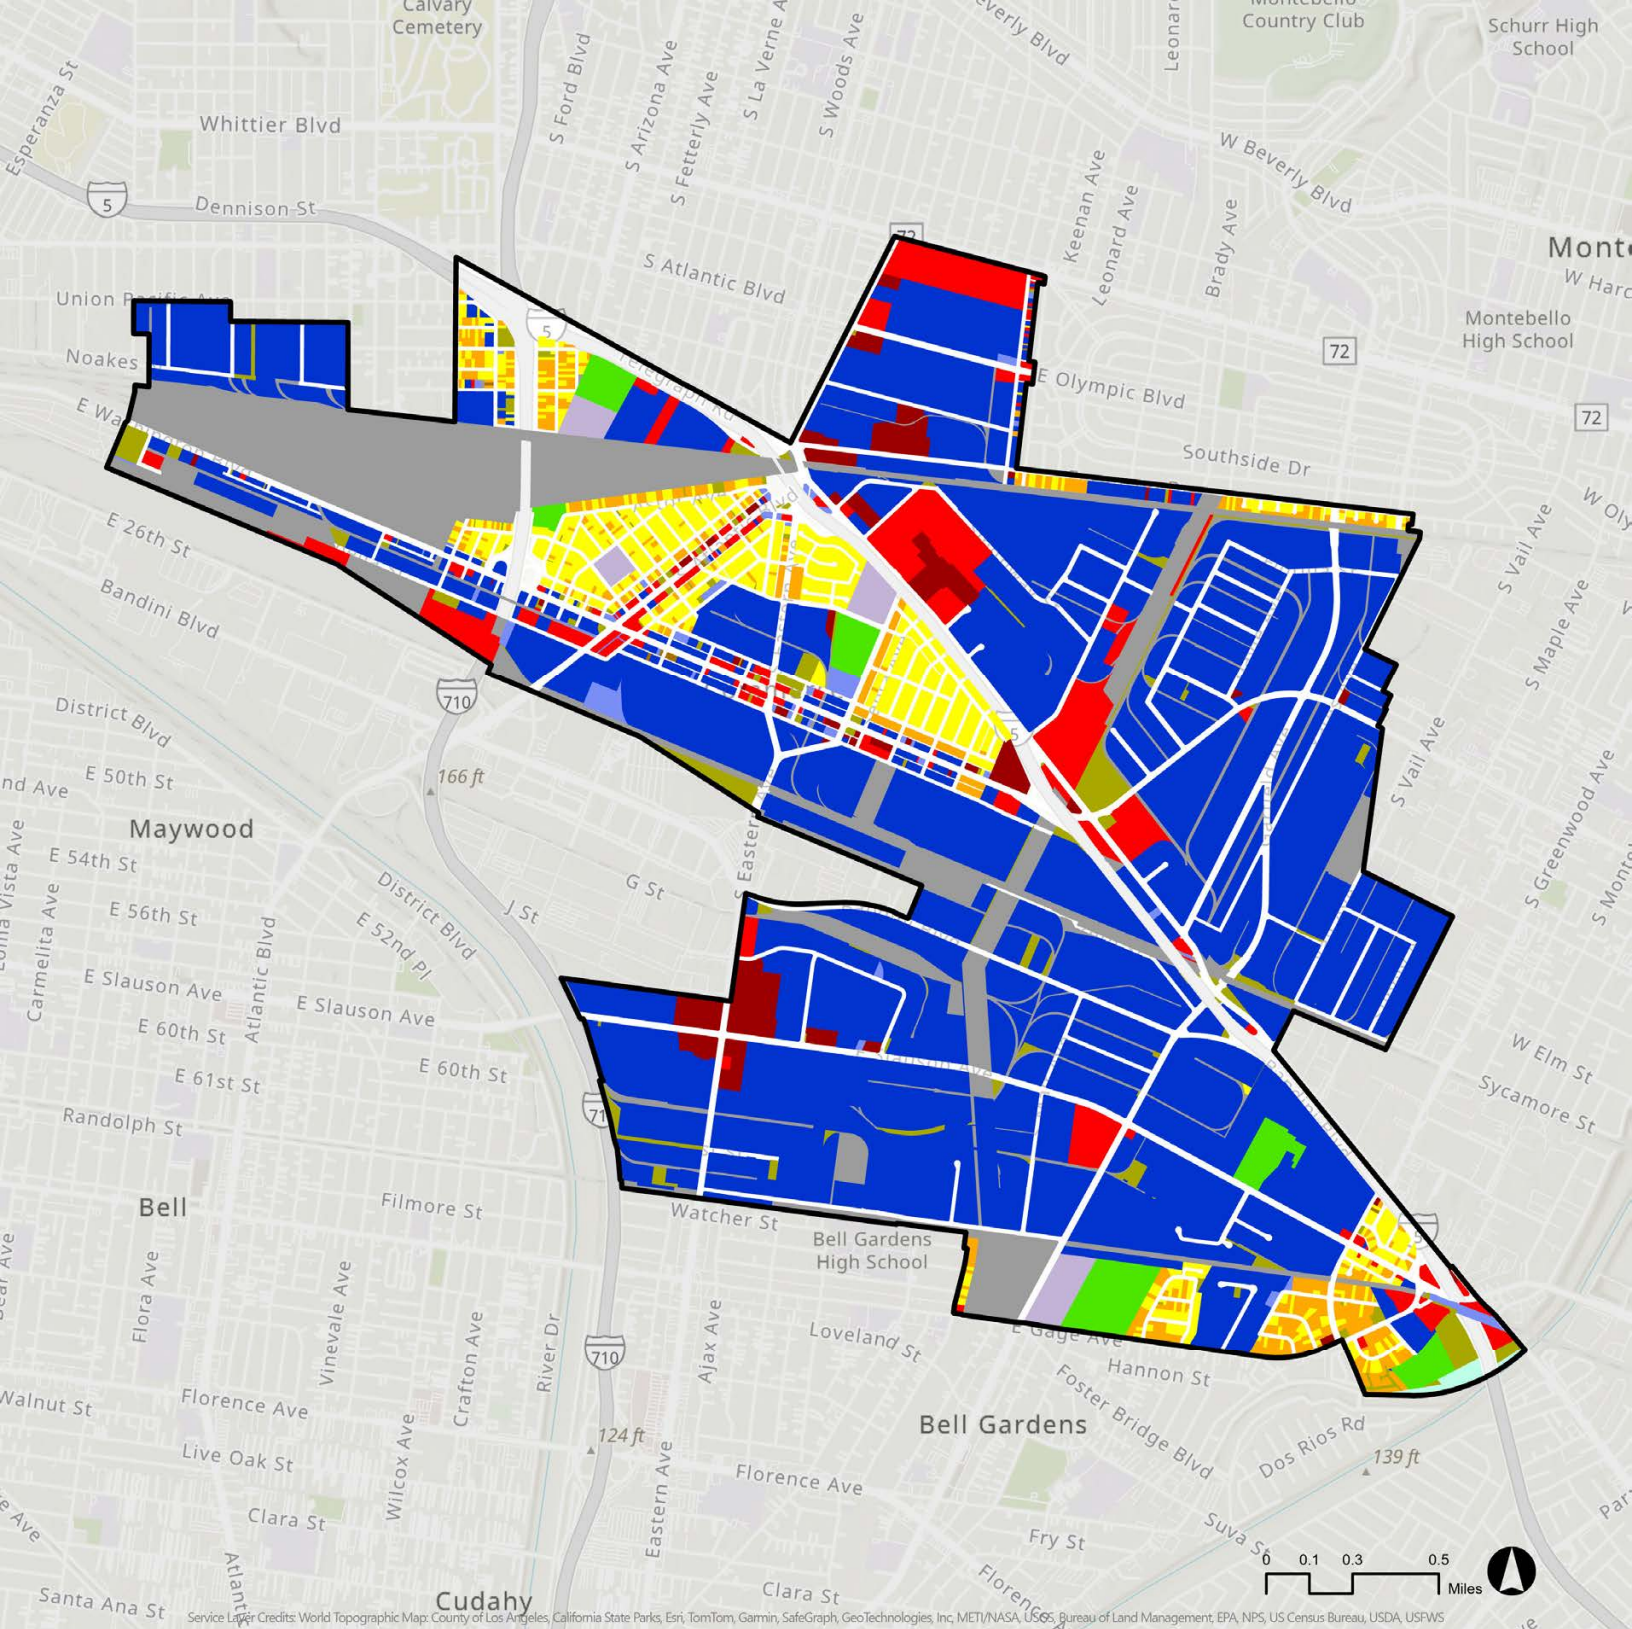 Calvary
Cemetery
Montebello
Country Club
Schurr High
School
Esperanza St
Whittier Blvd
S Ford Blvd
S Arizona Ave
S Fetterly Ave
S La Verne A
S Woods Ave
everly Blvd
Leonar
W Beverly Blvd
5
Dennison St
72
Keenan Ave
Leonard Ave
Brady Ave
Mont
W Harc
S Atlantic Blvd
Union Pacific Ave
Montebello
High School
5
72
Noakes
Telegraph Rd
E Olympic Blvd
72
E Washington Blvd
Southside Dr
S Vail Ave
W Oly
E 26th St
Bandini Blvd
S Maple Ave
710
District Blvd
5
S Vail Ave
E 50th St
nd Ave
166 ft
Maywood
S Greenwood Ave
E 54th St
S Eastern
G St
Carmelita Ave
E 56th St
District Blvd
J St
E 52nd Pl
Atlantic Blvd
E Slauson Ave
E Slauson Ave
E 60th St
E 60th St
E Slauson Ave
W Elm St
E 61st St
Sycamore St
71
Randolph St
Bell
Filmore St
Watcher St
Bell Gardens
High School
5
Flora Ave
Vinevale Ave
Crafton Ave
River Dr
Ajax Ave
Loveland St
E Gage Ave
Hannon St
710
Walnut St
Florence Ave
Foster Bridge Blvd
Bell Gardens
Dos Rios Rd
Wilcox Ave
124 ft
139 ft
Live Oak St
Eastern Ave
Florence Ave
Clara St
Fry St
Suva St
0 0.1 0.3 0.5
Miles
Santa Ana St
Cudahy
Clara St
Florenc
Service Layer Credits: World Topographic Map: County of Los Angeles, California State Parks, Esri, TomTom, Garmin, SafeGraph, GeoTechnologies, Inc, METI/NASA, USGS, Bureau of Land Management, EPA, NPS, US Census Bureau, USDA, USFWS